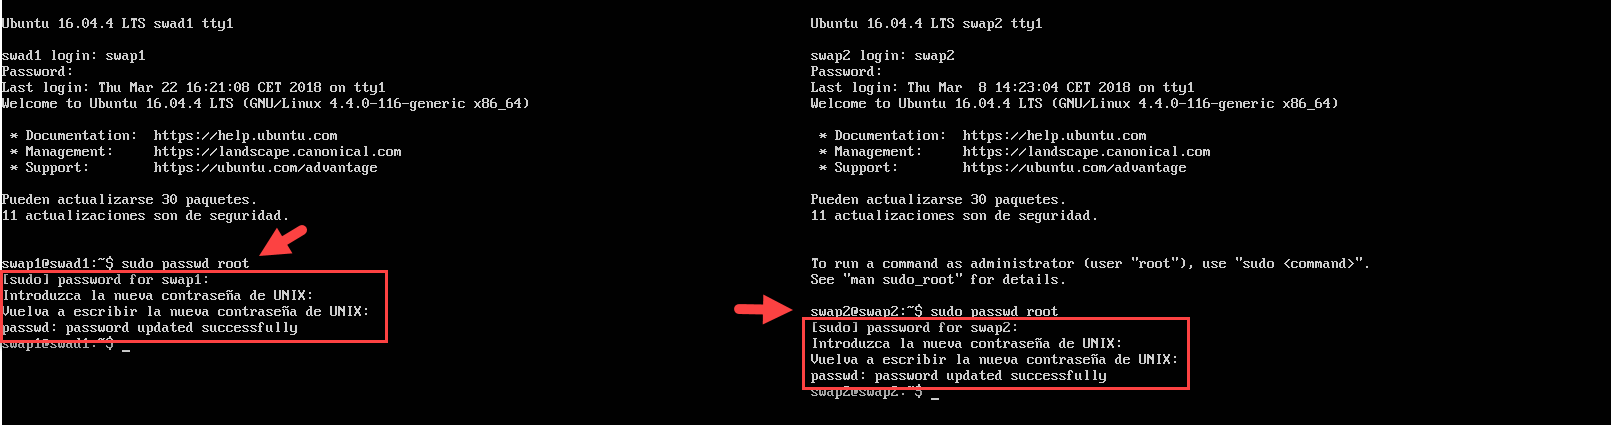 Ubuntu 16.04.4 LTS swad1 tty1
swad1 login: swap1
Password:
Last login: Thu Mar 22 16:21:08 CET 2018 on tty1
Welcome to Ubuntu 16.04.4 LTS (GNU/Linux 4.4.0-116-generic x86_64)
* Documentation:  https://help.ubuntu.com
* Management:     https://landscape.canonical.com
* Support:        https://ubuntu.com/advantage
Pueden actualizarse 30 paquetes.
11 actualizaciones son de seguridad.
swap1@swad1:~$ sudo passwd root
[sudo] password for swap1:
Introduzca la nueva contraseña de UNIX:
Vuelva a escribir la nueva contraseña de UNIX:
passwd: password updated successfully
swap1@swad1:~$ _
Ubuntu 16.04.4 LTS swap2 tty1
swap2 login: swap2
Password:
Last login: Thu Mar  8 14:23:04 CET 2018 on tty1
Welcome to Ubuntu 16.04.4 LTS (GNU/Linux 4.4.0-116-generic x86_64)
* Documentation:  https://help.ubuntu.com
* Management:     https://landscape.canonical.com
* Support:        https://ubuntu.com/advantage
Pueden actualizarse 30 paquetes.
11 actualizaciones son de seguridad.
To run a command as administrator (user "root"), use "sudo <command>".
See "man sudo_root" for details.
swap2@swap2:~$ sudo passwd root
[sudo] password for swap2:
Introduzca la nueva contraseña de UNIX:
Vuelva a escribir la nueva contraseña de UNIX:
passwd: password updated successfully
swap2@swap2:~$ _